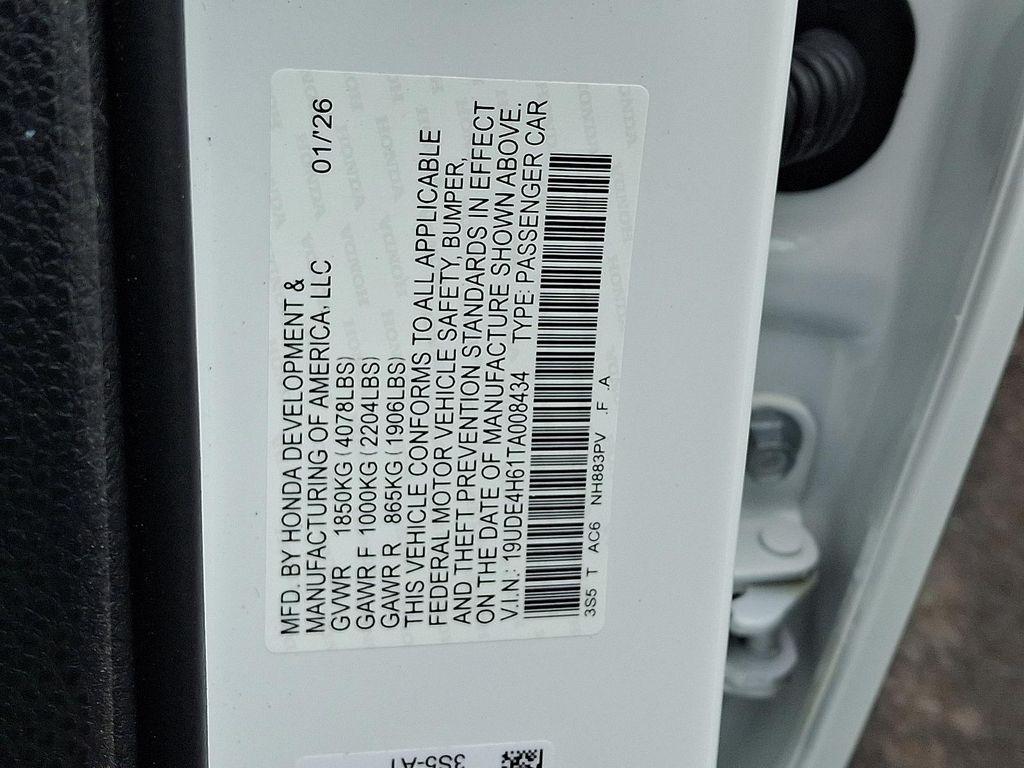 MFD. BY HONDA DEVELOPMENT &
MANUFACTURING OF AMERICA, LLC 01/'26
GVWR 1850KG (4078LBS)
GAWR F 1000KG (2204LBS)
GAWR R 865KG (1906LBS)
THIS VEHICLE CONFORMS TO ALL APPLICABLE
FEDERAL MOTOR VEHICLE SAFETY, BUMPER,
AND THEFT PREVENTION STANDARDS IN EFFECT
ON THE DATE OF MANUFACTURE SHOWN ABOVE.
V.I.N.: 19UDE4H61TA008434 TYPE: PASSENGER CAR
3S5 T AC6 NH883PV .F .A
3S5-A1